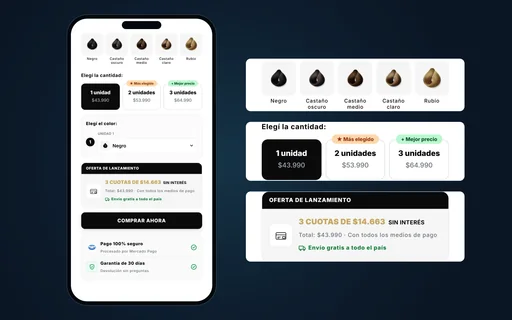 Negro
Castaño oscuro
Castaño medio
Castaño claro
Rubio
Elegí la cantidad:
★ Más elegido
+ Mejor precio
1 unidad
$43.990
2 unidades
$53.990
3 unidades
$64.990
Elegí el color:
UNIDAD 1
1
Negro
OFERTA DE LANZAMIENTO
3 CUOTAS DE $14.663 SIN INTERÉS
Total: $43.990 · Con todos los medios de pago.
Envío gratis a todo el país
COMPRAR AHORA
Pago 100% seguro
Procesado por Mercado Pago
Garantía de 30 días
Devolución sin preguntas.
Negro
Castaño
oscuro
Castaño
medio
Castaño
claro
Rubio
Elegí la cantidad:
★ Más elegido
+ Mejor precio
1 unidad
$43.990
2 unidades
$53.990
3 unidades
$64.990
OFERTA DE LANZAMIENTO
3 CUOTAS DE $14.663 SIN INTERÉS
Total: $43.990 · Con todos los medios de pago.
Envío gratis a todo el país